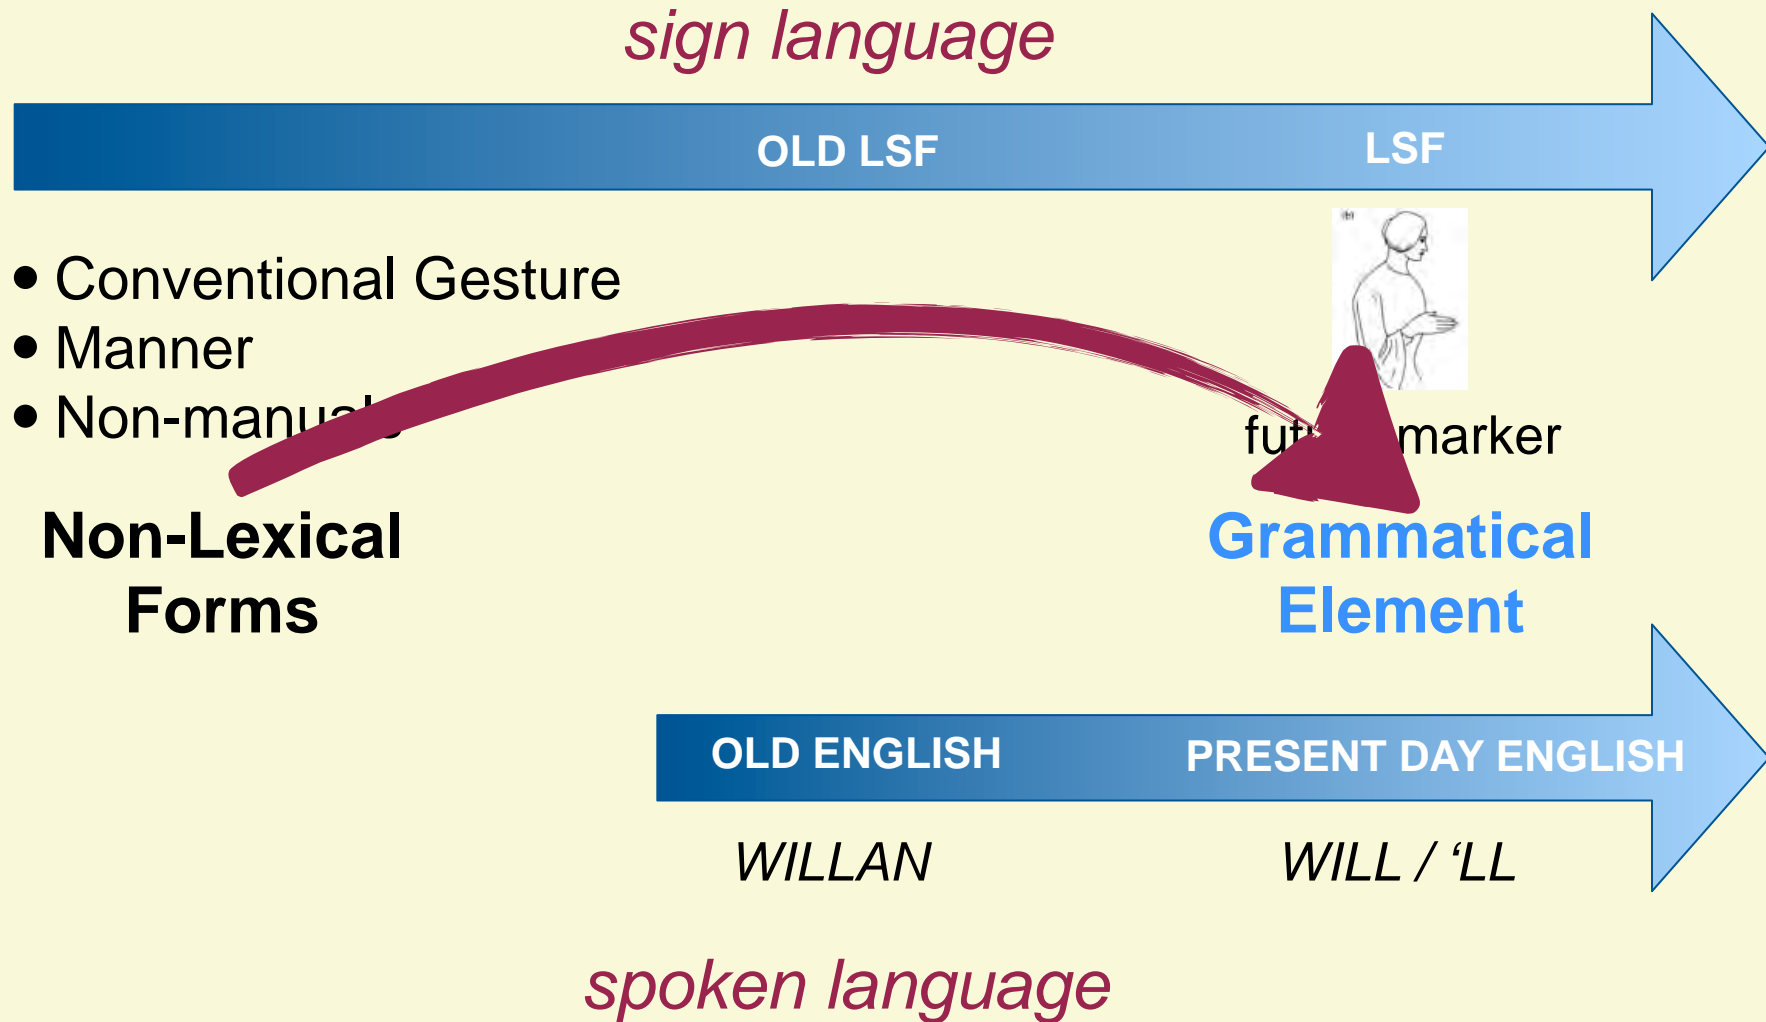 sign language
OLD LSF LSF
• Conventional Gesture
• Manner
• Non-manuals
marker
Non-Lexical
Forms
Grammatical
Element
OLD ENGLISH PRESENT DAY ENGLISH
WILLAN WILL / ‘LL
spoken language